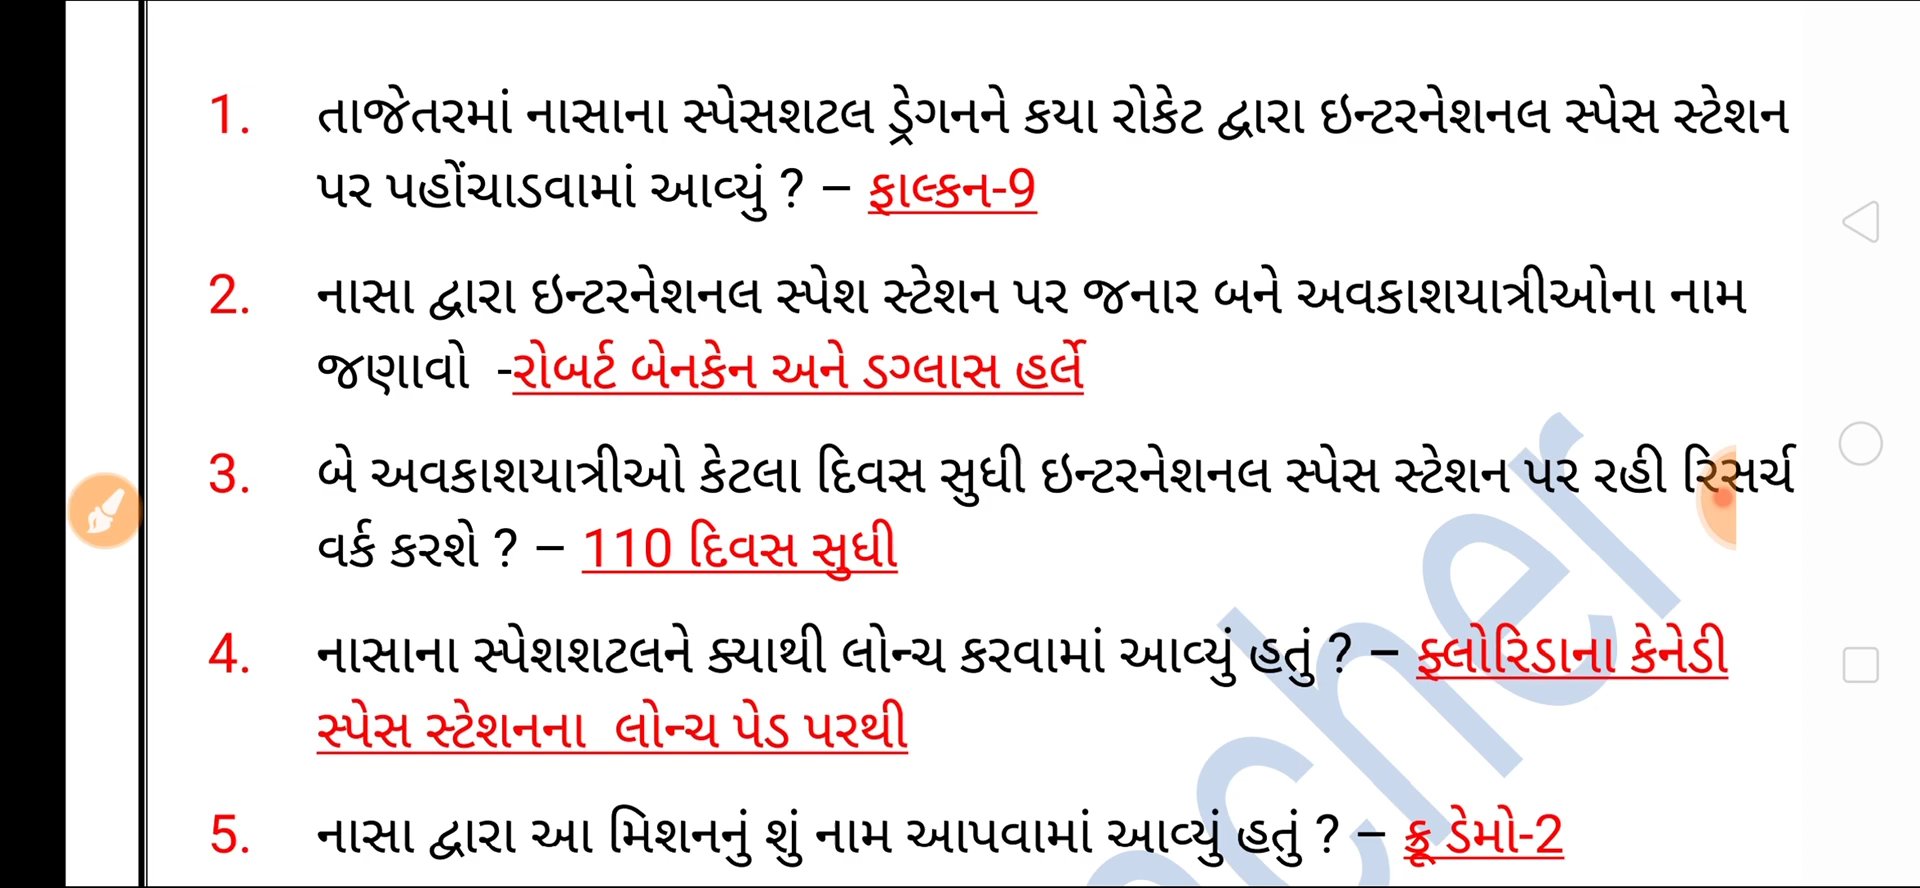 1. તાજેતરમાં નાસાના સ્પેસશટલ ડ્રેગનને કયા રોકેટ દ્વારા ઇન્ટરનેશનલ સ્પેસ સ્ટેશન
પર પહોંચાડવામાં આવ્યું ? – ફાલ્કન-9
2. નાસા દ્વારા ઇન્ટરનેશનલ સ્પેશ સ્ટેશન પર જનાર બને અવકાશયાત્રીઓના નામ
જણાવો -રોબર્ટ બેનકેન અને ડગ્લાસ હર્લે
3. બે અવકાશયાત્રીઓ કેટલા દિવસ સુધી ઇન્ટરનેશનલ સ્પેસ સ્ટેશન પર રહી રિસર્ચ
વર્ક કરશે ? – 110 દિવસ સુધી
4. નાસાના સ્પેશશટલને ક્યાથી લોન્ચ કરવામાં આવ્યું હતું ? – ફ્લોરિડાના કેનેડી
સ્પેસ સ્ટેશનના લોન્ચ પેડ પરથી
5. નાસા દ્વારા આ મિશનનું શું નામ આપવામાં આવ્યું હતું ? – ક્રૂ ડેમો-2
cher